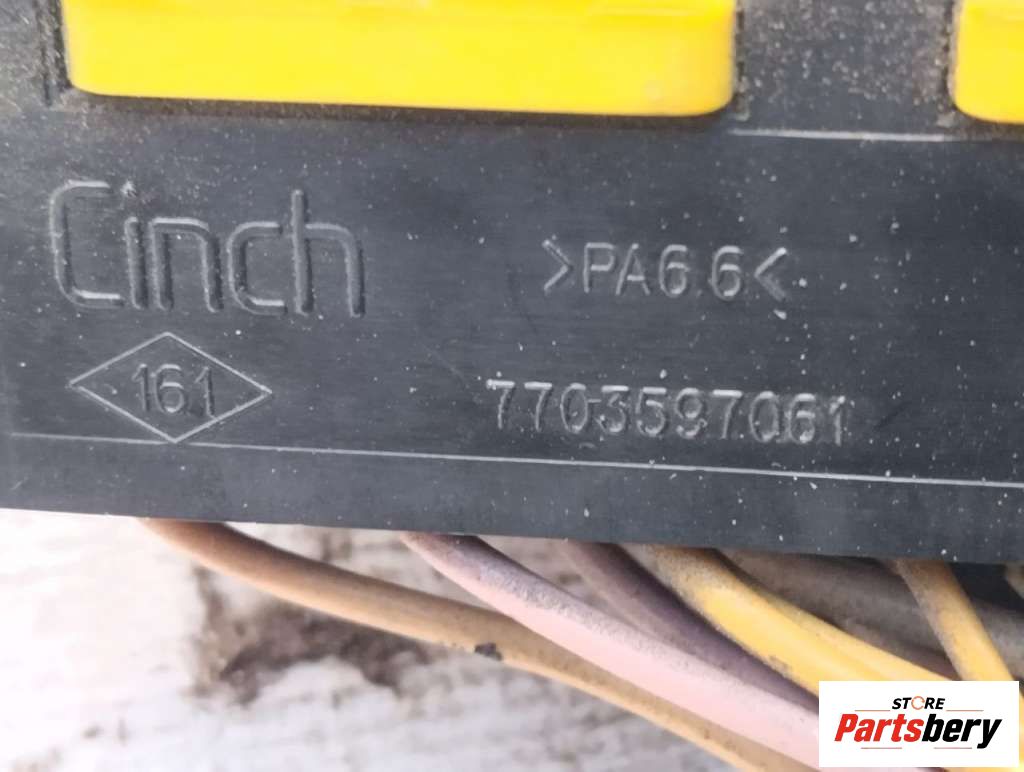 Cinch
>PA6.6<
161
7703597061
STORE
Partsbery